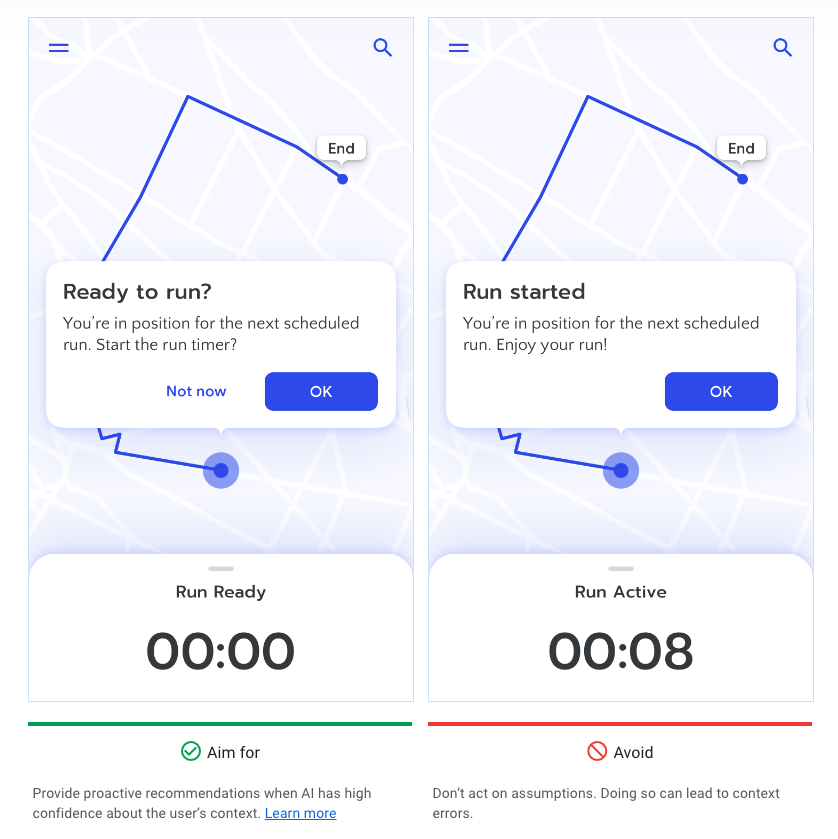 End
Ready to run?
You're in position for the next scheduled
run. Start the run timer?
Not now
OK
Run Ready
00:00
Aim for
Provide proactive recommendations when AI has high
confidence about the user's context. Learn more
End
Run started
You're in position for the next scheduled
run. Enjoy your run!
OK
Run Active
00:08
Avoid
Don't act on assumptions. Doing so can lead to context
errors.